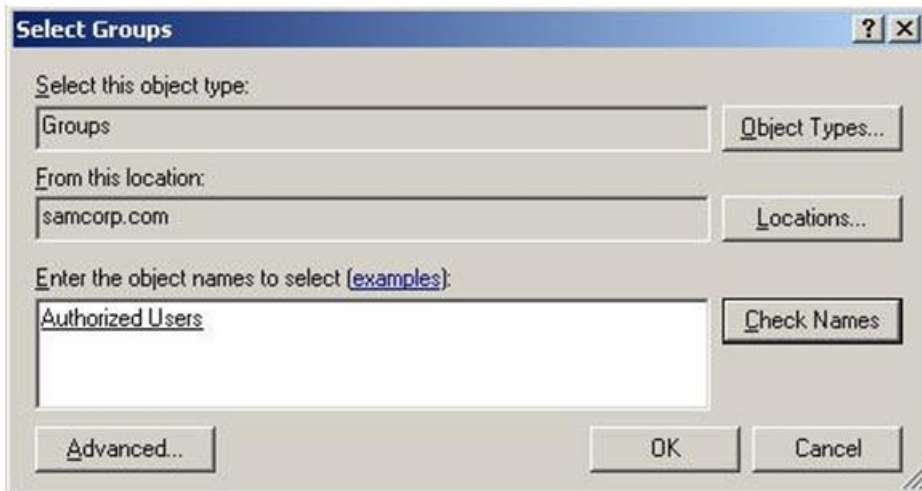 Select Groups
Select this object type:
Groups
Object Types...
From this location:
samcorp.com
Locations...
Enter the object names to select (examples):
Authorized Users
Check Names
Advanced...
OK
Cancel